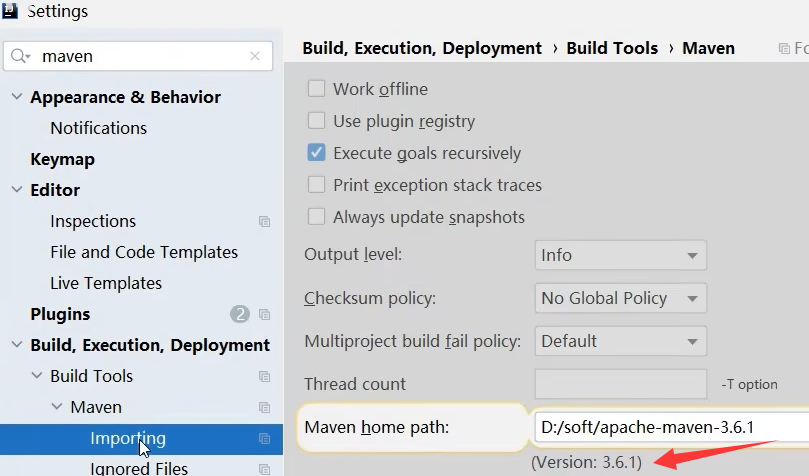 Settings
maven
Appearance & Behavior
Notifications
Keymap
Editor
Inspections
File and Code Templates
Live Templates
Plugins 2
Build, Execution, Deployment
Build Tools
Maven
Importing
Ignored Files
Build, Execution, Deployment › Build Tools › Maven
Work offline
Use plugin registry
Execute goals recursively
Print exception stack traces
Always update snapshots
Output level: Info
Checksum policy: No Global Policy
Multiproject build fail policy: Default
Thread count -T option
Maven home path: D:/soft/apache-maven-3.6.1
(Version: 3.6.1)